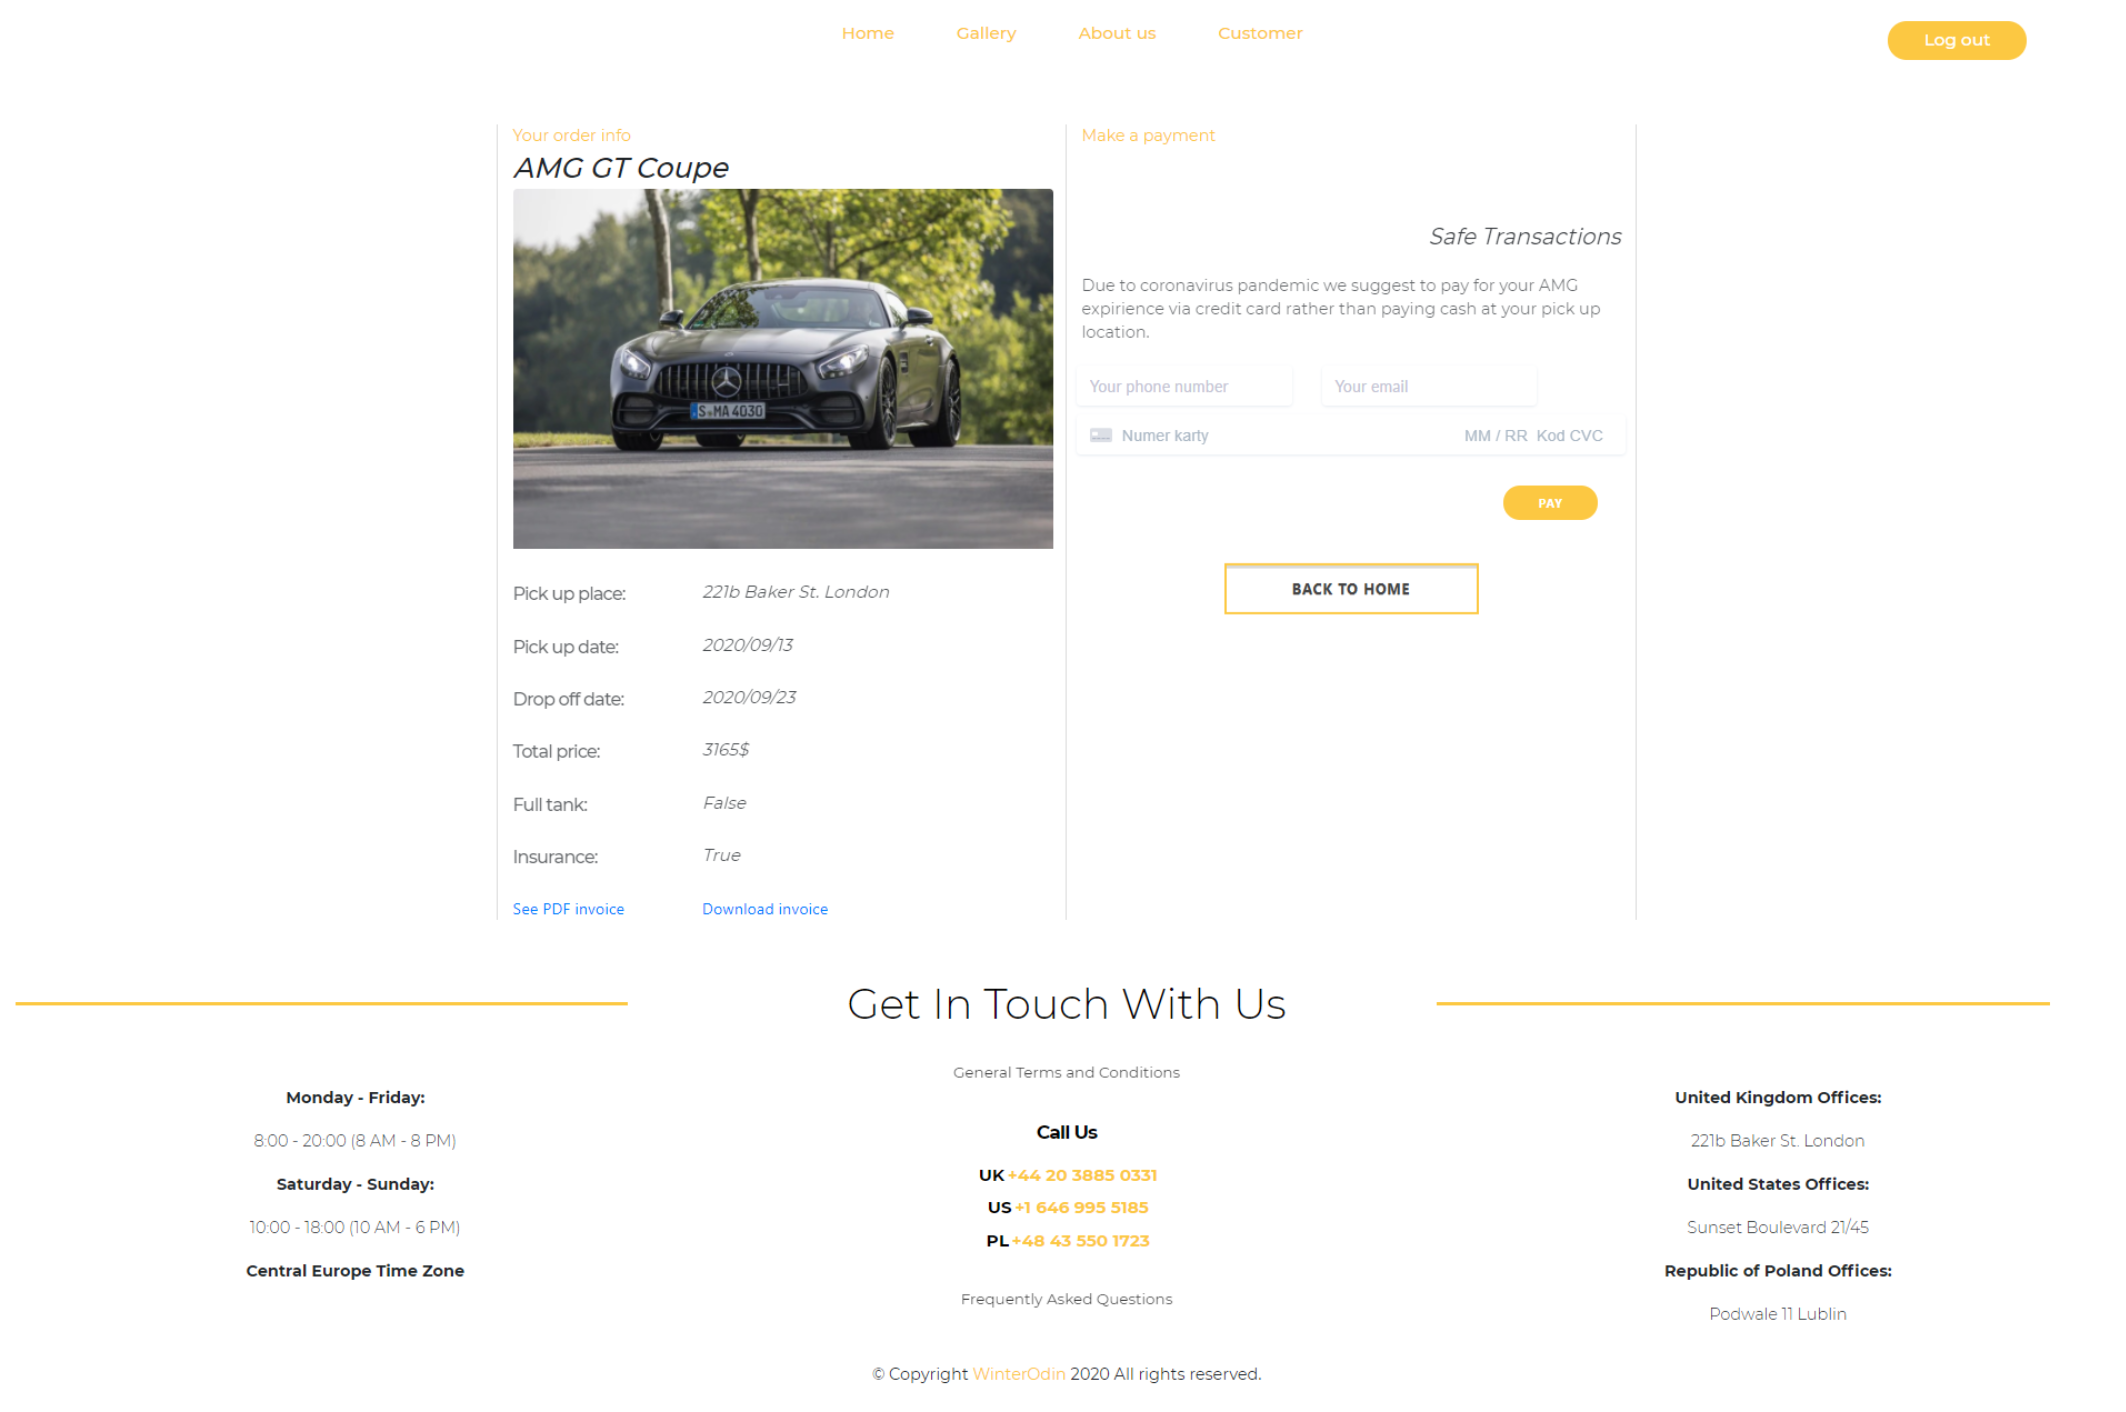 Home Gallery About us Customer Log out
Your order info
AMG GT Coupe
S MA 4030
Pick up place: 221b Baker St. London
Pick up date: 2020/09/13
Drop off date: 2020/09/23
Total price: 3165$
Full tank: False
Insurance: True
See PDF invoice Download invoice
Make a payment
Safe Transactions
Due to coronavirus pandemic we suggest to pay for your AMG
expirience via credit card rather than paying cash at your pick up
location.
Your phone number Your email
Numer karty MM / RR Kod CVC
PAY
BACK TO HOME
Get In Touch With Us
Monday - Friday:
8:00 - 20:00 (8 AM - 8 PM)
Saturday - Sunday:
10:00 - 18:00 (10 AM - 6 PM)
Central Europe Time Zone
General Terms and Conditions
Call Us
UK +44 20 3885 0331
US +1 646 995 5185
PL +48 43 550 1723
Frequently Asked Questions
United Kingdom Offices:
221b Baker St. London
United States Offices:
Sunset Boulevard 21/45
Republic of Poland Offices:
Podwale 11 Lublin
© Copyright WinterOdin 2020 All rights reserved.